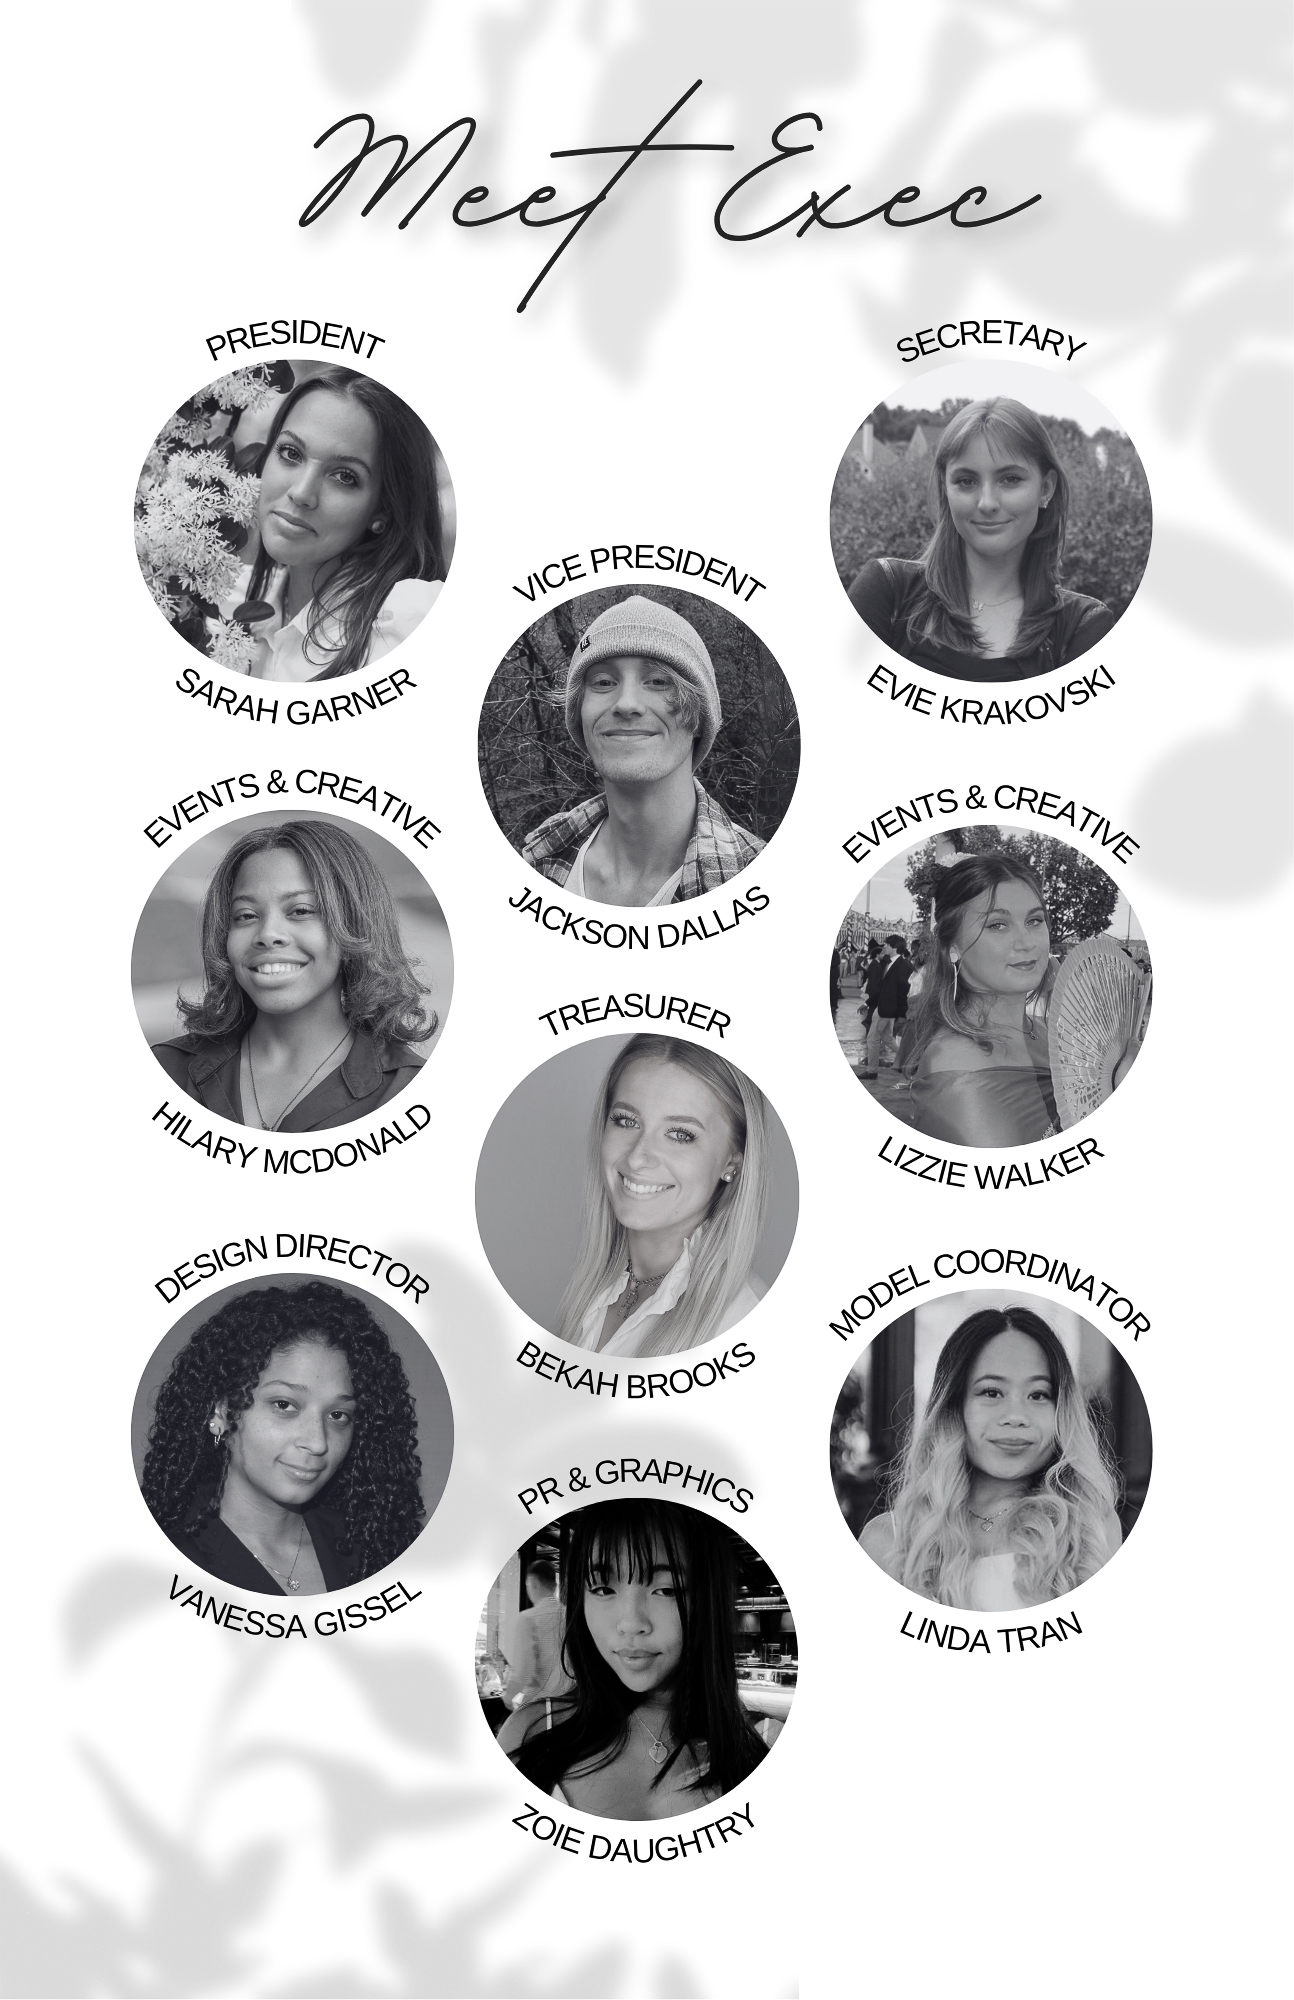 Meet Exec
PRESIDENT
SARAH GARNER
SECRETARY
EVIE KRAKOVSKI
VICE PRESIDENT
JACKSON DALLAS
EVENTS & CREATIVE
HILARY MCDONALD
EVENTS & CREATIVE
LIZZIE WALKER
TREASURER
BEKAH BROOKS
DESIGN DIRECTOR
VANESSA GISSEL
MODEL COORDINATOR
LINDA TRAN
PR & GRAPHICS
ZOIE DAUGHTRY